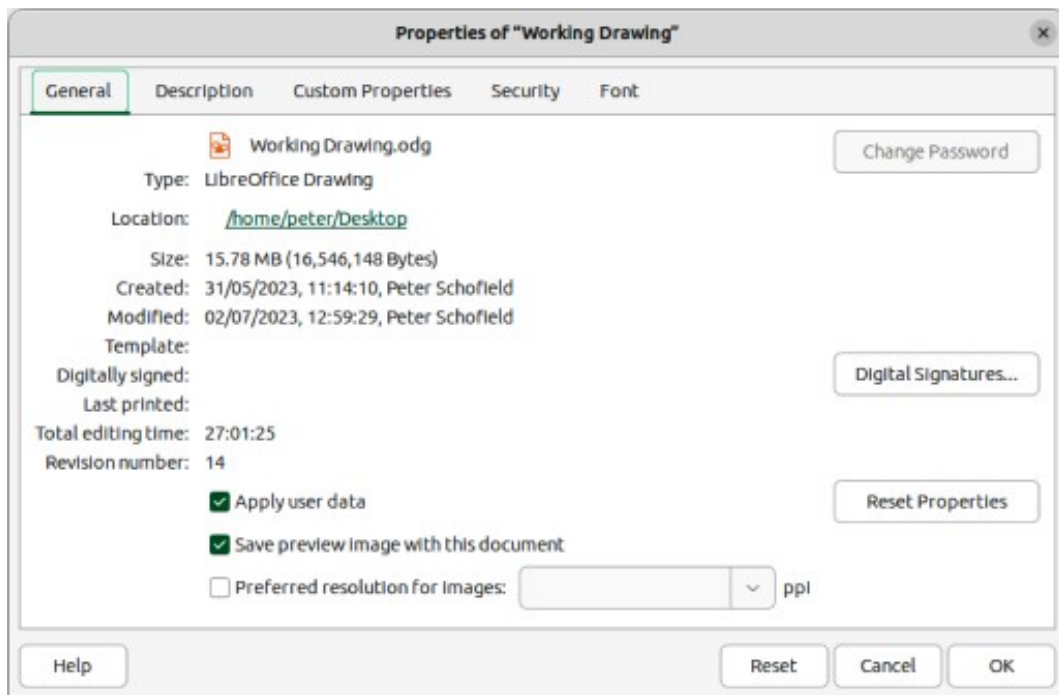 Properties of “Working Drawing”
General Description Custom Properties Security Font
Working Drawing.odg Change Password
Type: LibreOffice Drawing
Location: /home/peter/Desktop
Size: 15.78 MB (16,546,148 Bytes)
Created: 31/05/2023, 11:14:10, Peter Schofield
Modified: 02/07/2023, 12:59:29, Peter Schofield
Template:
Digitally signed: Digital Signatures...
Last printed:
Total editing time: 27:01:25
Revision number: 14
Apply user data Reset Properties
Save preview image with this document
Preferred resolution for images: ppi
Help Reset Cancel OK